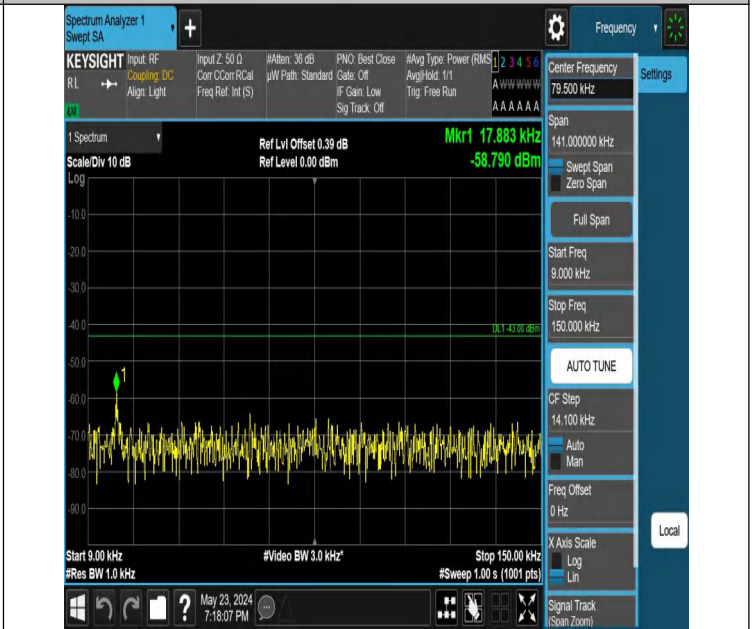 Spectrum Analyzer 1
Swept SA
+
Frequency
KEYSIGHT
RL
LXI
Input: RF
Coupling: DC
Align: Light
Input Z: 50 Ω
Corr CCorr RCal
Freq Ref: Int (S)
#Atten: 36 dB
µW Path: Standard
PNO: Best Close
Gate: Off
IF Gain: Low
Sig Track: Off
#Avg Type: Power (RMS
Avg|Hold: 1/1
Trig: Free Run
1 2 3 4 5 6
A W W W W W
A A A A A A
1 Spectrum
Scale/Div 10 dB
Ref Lvl Offset 0.39 dB
Ref Level 0.00 dBm
Mkr1 17.883 kHz
-58.790 dBm
Log
-10.0
-20.0
-30.0
-40.0
-50.0
-60.0
-70.0
-80.0
-90.0
DL1 -43.00 dBm
1
Start 9.00 kHz
#Res BW 1.0 kHz
#Video BW 3.0 kHz*
Stop 150.00 kHz
#Sweep 1.00 s (1001 pts)
?
May 23, 2024
7:18:07 PM
Center Frequency
79.500 kHz
Span
141.000000 kHz
Swept Span
Zero Span
Full Span
Start Freq
9.000 kHz
Stop Freq
150.000 kHz
AUTO TUNE
CF Step
14.100 kHz
Auto
Man
Freq Offset
0 Hz
X Axis Scale
Log
Lin
Signal Track
(Span Zoom)
Settings
Local